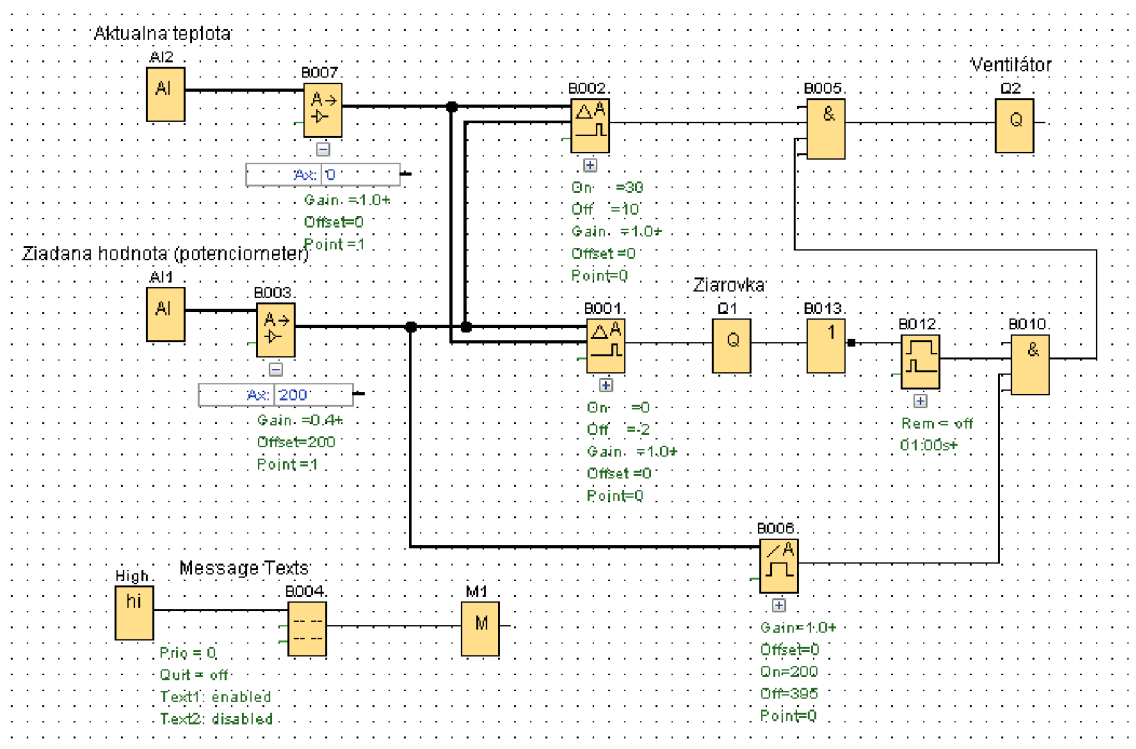 Aktualna teplota
AI2
AI
B007
A→
Ax: 0
Gain =1.0+
Offset=0
Point =1
B002
△A
On =30
Off =10
Gain =1.0+
Offset =0
Point=0
B005
&
Ventilátor
Q2
Q
Ziadana hodnota (potenciometer)
AI1
AI
B003
A→
Ax: 200
Gain =0.4+
Offset=200
Point =1
B001
△A
On =0
Off =-2
Gain =1.0+
Offset =0
Point=0
Ziarovka
Q1
Q
B013
1
B012
Rem = off
01:00s+
B010
&
B006
/A
Gain=1.0+
Offset=0
On=200
Off=395
Point=0
Message Texts
High
hi
B004
Prio = 0
Quit = off
Text1: enabled
Text2: disabled
M1
M